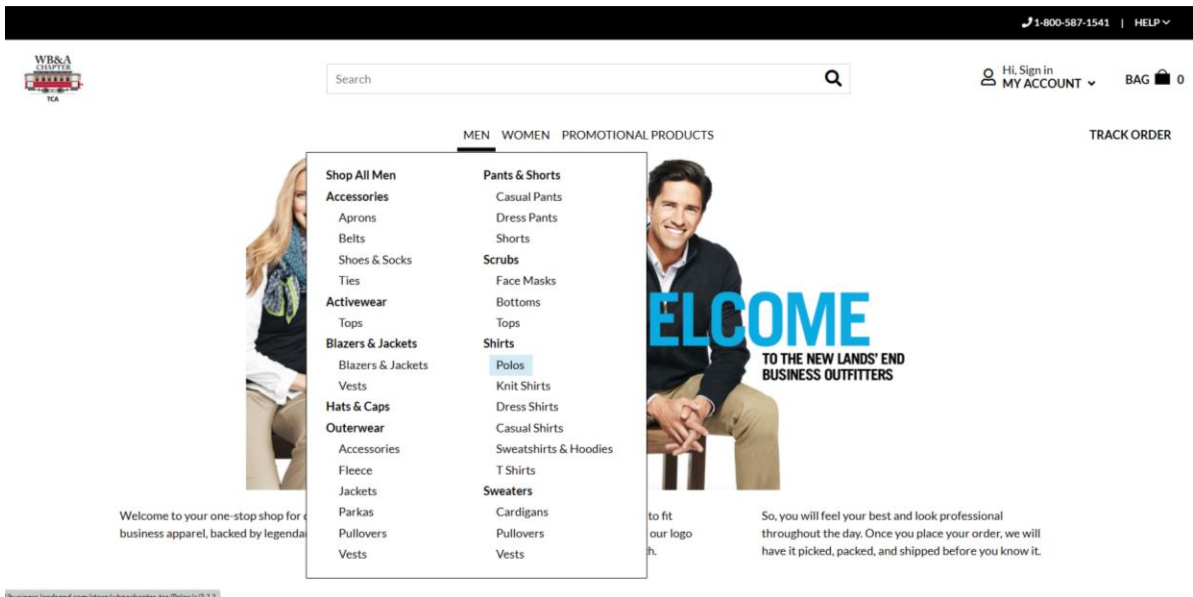 1-800-587-1541 | HELP
WB&A
CHAPTER
TCA
Search
Hi, Sign in
MY ACCOUNT
BAG 0
MEN WOMEN PROMOTIONAL PRODUCTS
TRACK ORDER
Shop All Men
Accessories
Aprons
Belts
Shoes & Socks
Ties
Activewear
Tops
Blazers & Jackets
Blazers & Jackets
Vests
Hats & Caps
Outerwear
Accessories
Fleece
Jackets
Parkas
Pullovers
Vests
Pants & Shorts
Casual Pants
Dress Pants
Shorts
Scrubs
Face Masks
Bottoms
Tops
Shirts
Polos
Knit Shirts
Dress Shirts
Casual Shirts
Sweatshirts & Hoodies
T Shirts
Sweaters
Cardigans
Pullovers
Vests
ELCOME
TO THE NEW LANDS' END
BUSINESS OUTFITTERS
Welcome to your one-stop shop for
business apparel, backed by
to fit
our logo
So, you will feel your best and look professional
throughout the day. Once you place your order, we will
have it picked, packed, and shipped before you know it.